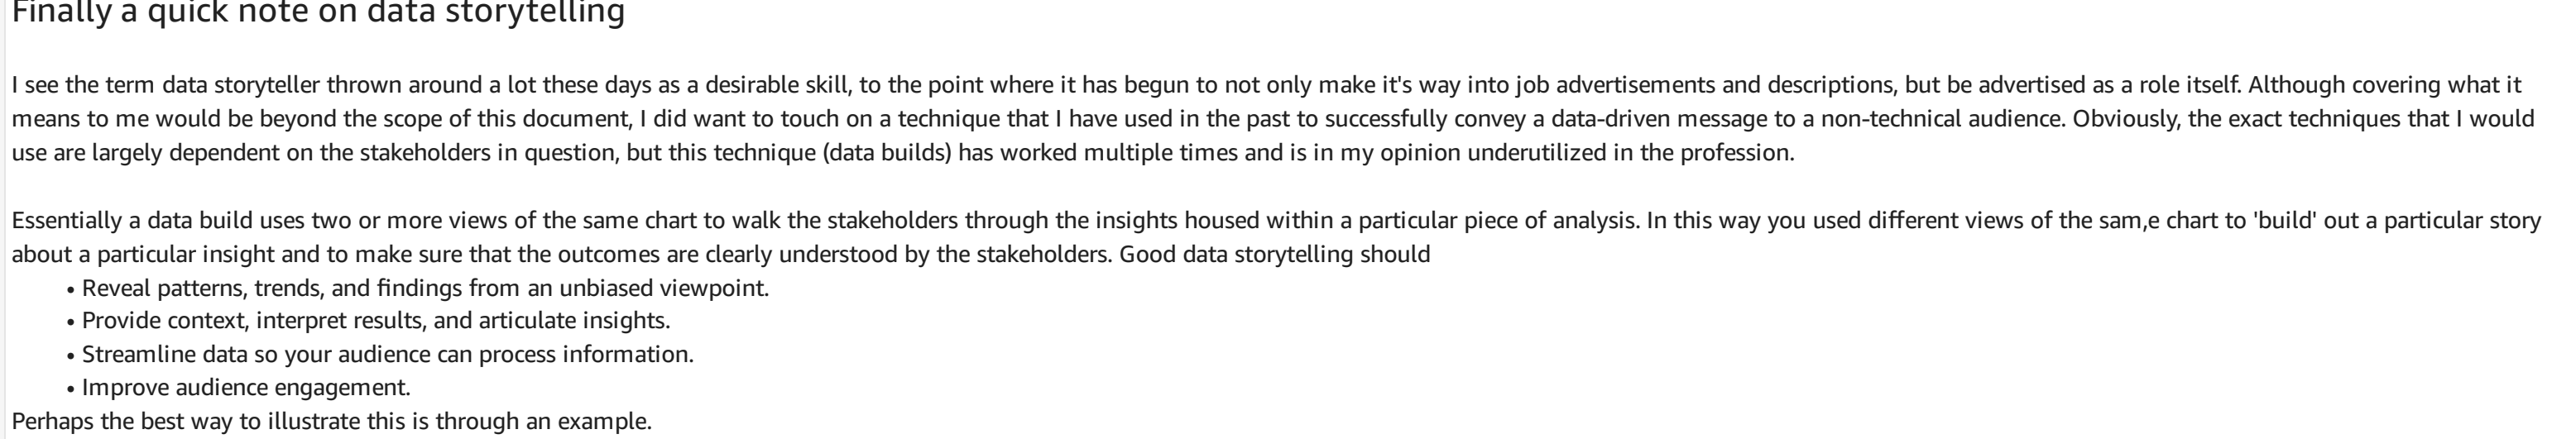 Finally a quick note on data storytelling
I see the term data storyteller thrown around a lot these days as a desirable skill, to the point where it has begun to not only make it's way into job advertisements and descriptions, but be advertised as a role itself. Although covering what it
means to me would be beyond the scope of this document, I did want to touch on a technique that I have used in the past to successfully convey a data-driven message to a non-technical audience. Obviously, the exact techniques that I would
use are largely dependent on the stakeholders in question, but this technique (data builds) has worked multiple times and is in my opinion underutilized in the profession.
Essentially a data build uses two or more views of the same chart to walk the stakeholders through the insights housed within a particular piece of analysis. In this way you used different views of the sam,e chart to 'build' out a particular story
about a particular insight and to make sure that the outcomes are clearly understood by the stakeholders. Good data storytelling should
• Reveal patterns, trends, and findings from an unbiased viewpoint.
• Provide context, interpret results, and articulate insights.
• Streamline data so your audience can process information.
• Improve audience engagement.
Perhaps the best way to illustrate this is through an example.